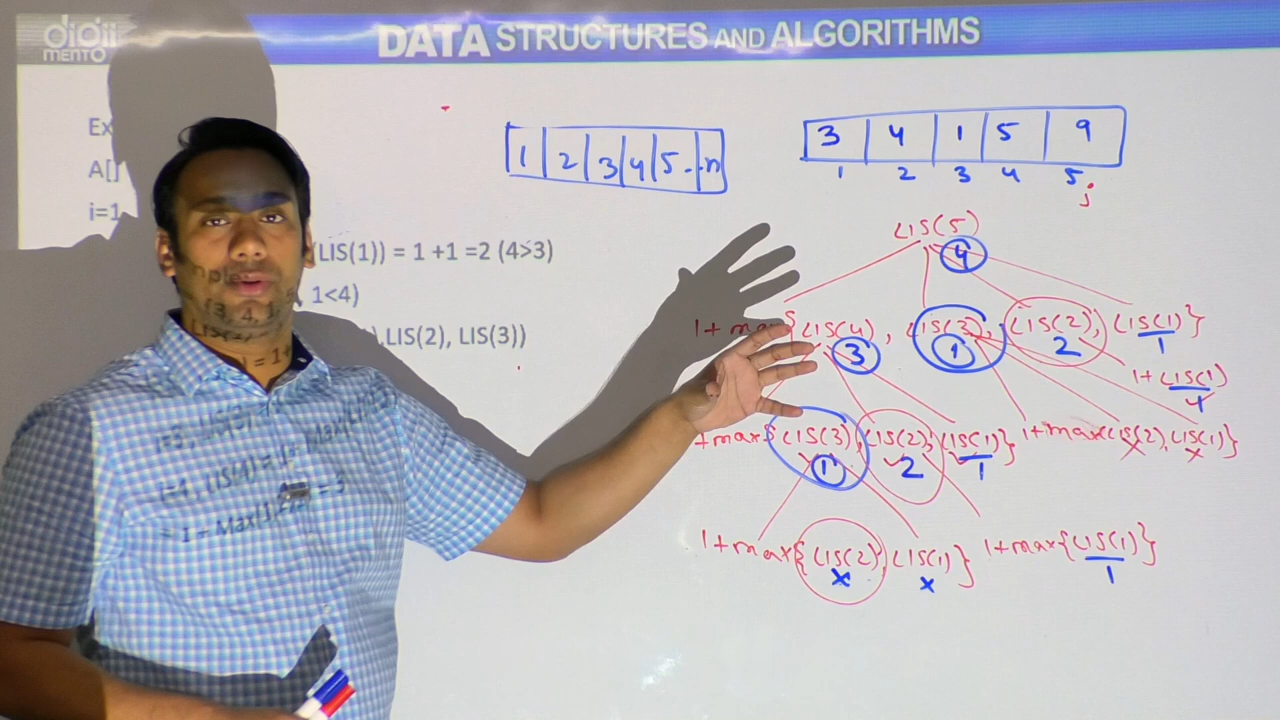 DIGII
MENTO
DATA STRUCTURES AND ALGORITHMS
Ex
A[]
i=1
(LIS(1)) = 1 +1 =2 (4>3)
, 1<4)
,LIS(2), LIS(3))
1 2 3 4 5 .. n
3 4 1 5 9
1 2 3 4 5
j
LIS(5)
4
1+max{LIS(4), LIS(3), LIS(2), LIS(1)}
3 1 2 1
1+LIS(1)
1
+max{LIS(3), LIS(2), LIS(1)} 1+max(LIS(2), LIS(1)}
1 2 1 x x
1+max{LIS(2), LIS(1)} 1+max{LIS(1)}
x x 1